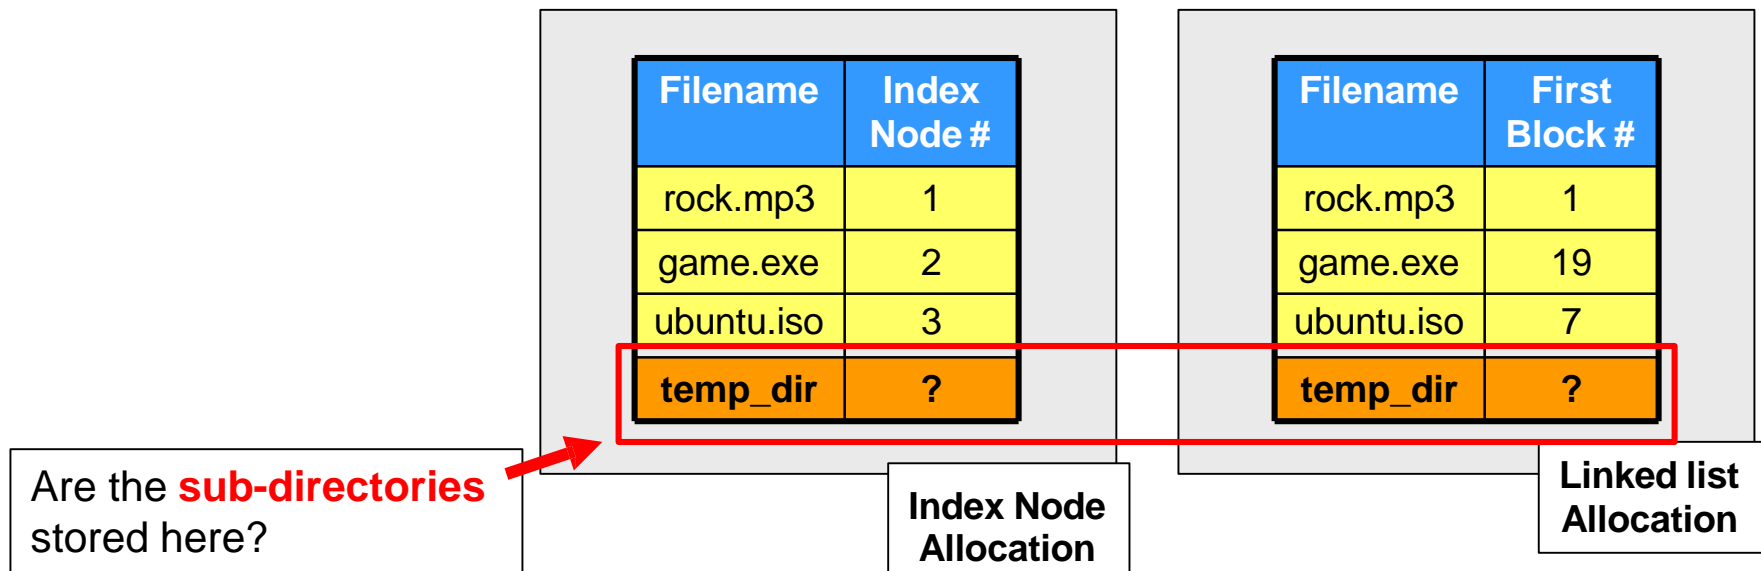 Filename Index
Node #
rock.mp3 1
game.exe 2
ubuntu.iso 3
temp_dir ?
Filename First
Block #
rock.mp3 1
game.exe 19
ubuntu.iso 7
temp_dir ?
Are the sub-directories
stored here?
Index Node
Allocation
Linked list
Allocation